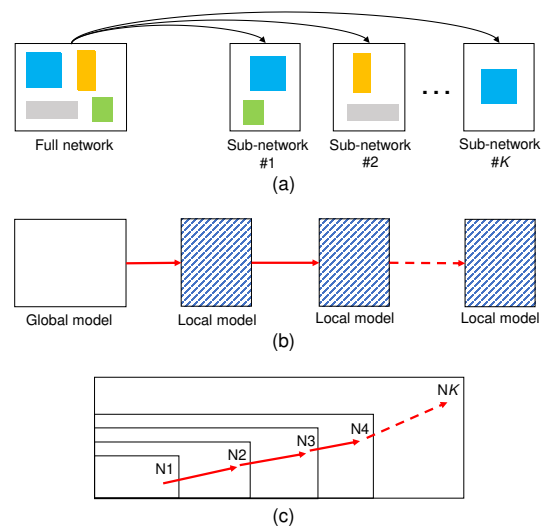 Full network
Sub-network
#1
Sub-network
#2
...
Sub-network
#K
(a)
Global model
Local model
Local model
Local model
(b)
N1
N2
N3
N4
NK
(c)